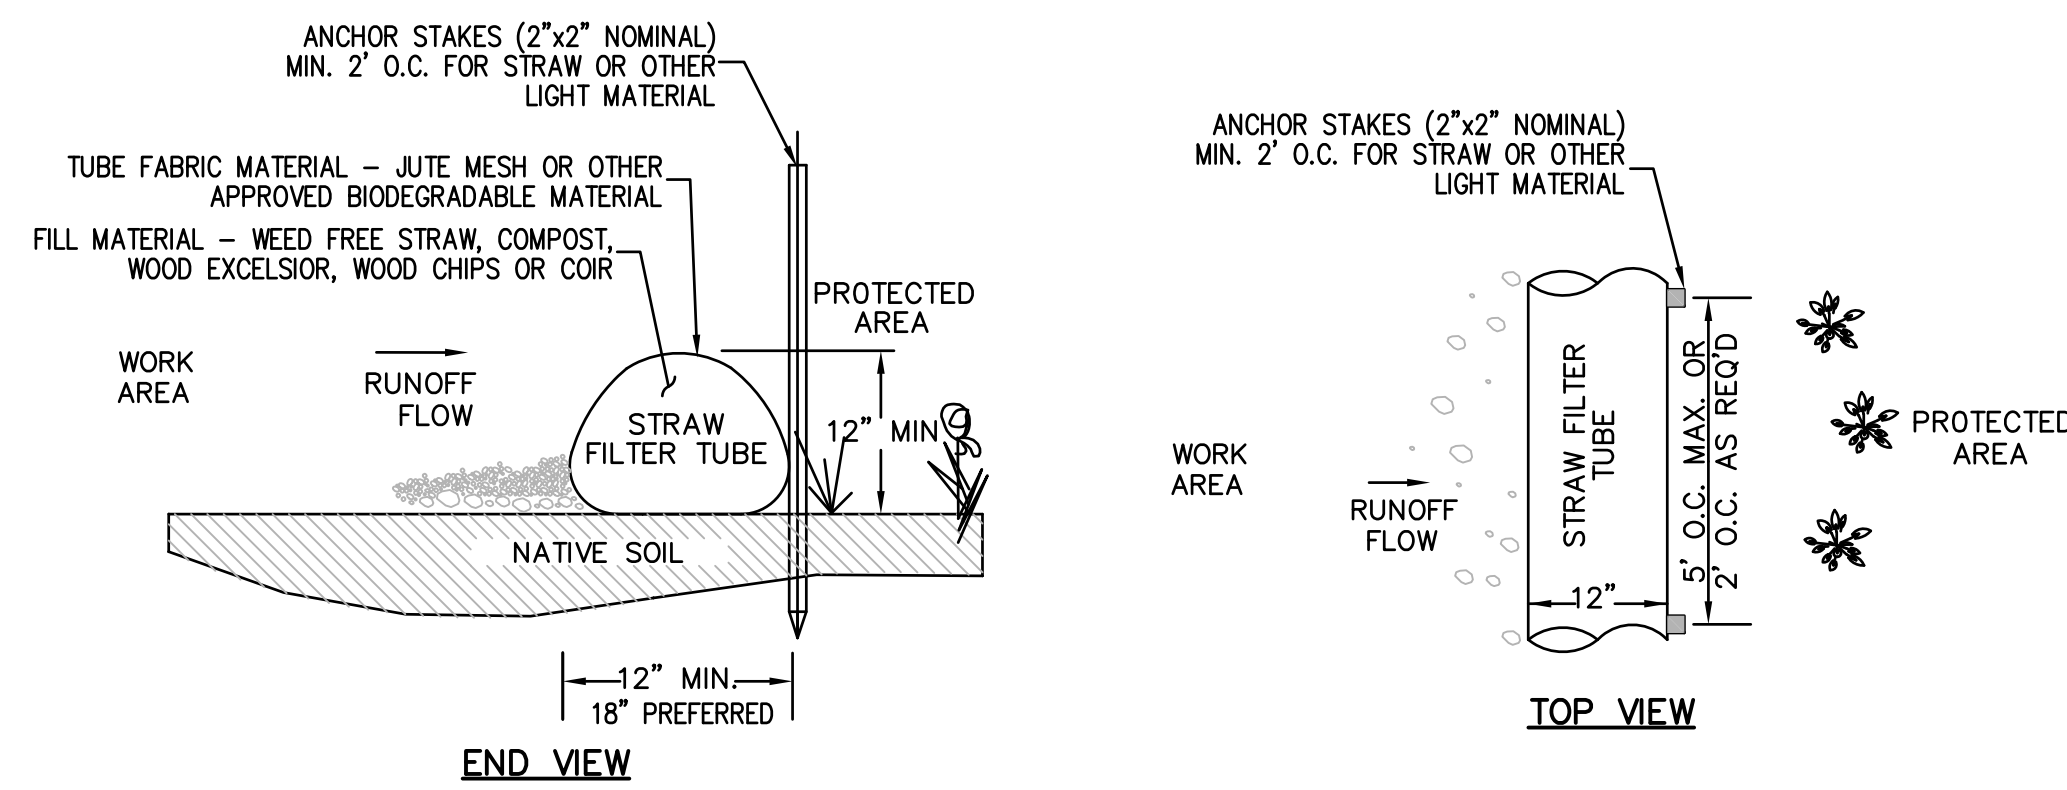 ANCHOR STAKES (2"x2" NOMINAL)
MIN. 2' O.C. FOR STRAW OR OTHER
LIGHT MATERIAL
TUBE FABRIC MATERIAL – JUTE MESH OR OTHER
APPROVED BIODEGRADABLE MATERIAL
FILL MATERIAL – WEED FREE STRAW, COMPOST,
WOOD EXCELSIOR, WOOD CHIPS OR COIR
PROTECTED
AREA
WORK
AREA
RUNOFF
FLOW
STRAW
FILTER TUBE
12" MIN
NATIVE SOIL
12" MIN.
18" PREFERRED
END VIEW
ANCHOR STAKES (2"x2" NOMINAL)
MIN. 2' O.C. FOR STRAW OR OTHER
LIGHT MATERIAL
WORK
AREA
RUNOFF
FLOW
STRAW FILTER
TUBE
12"
5' O.C. MAX. OR
2' O.C. AS REQ'D
PROTECTED
AREA
TOP VIEW